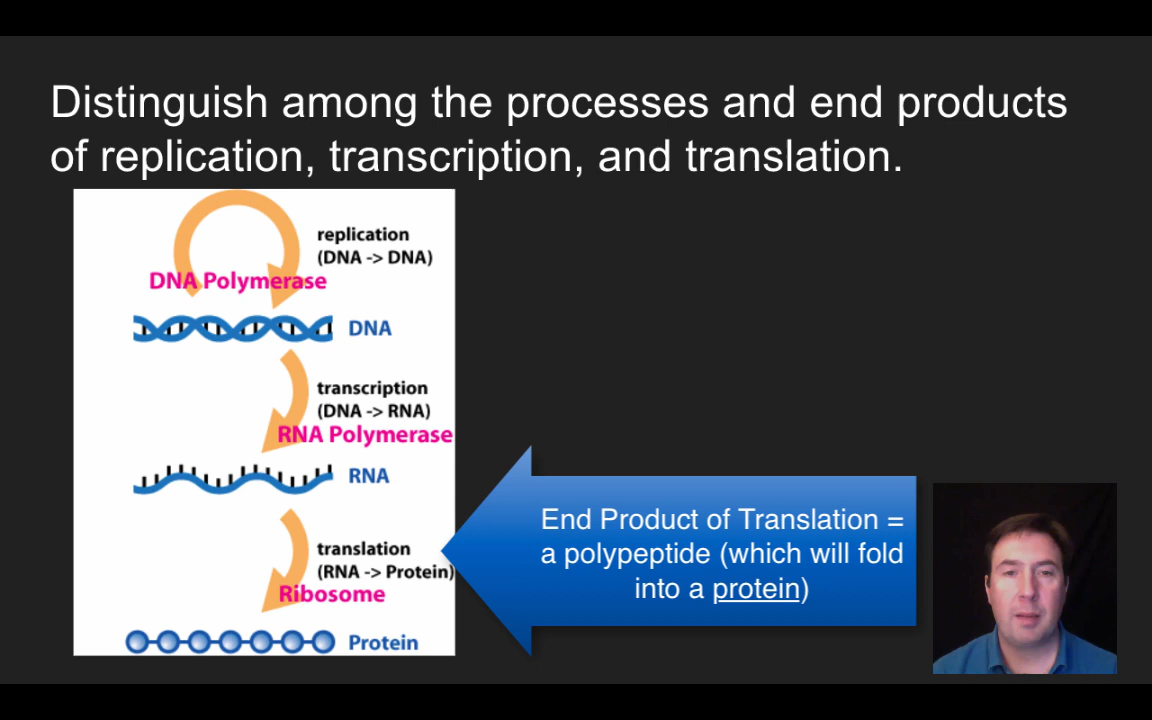 Distinguish among the processes and end products
of replication, transcription, and translation.
replication
(DNA -> DNA)
DNA Polymerase
DNA
transcription
(DNA -> RNA)
RNA Polymerase
RNA
translation
(RNA -> Protein)
Ribosome
Protein
End Product of Translation =
a polypeptide (which will fold
into a protein)